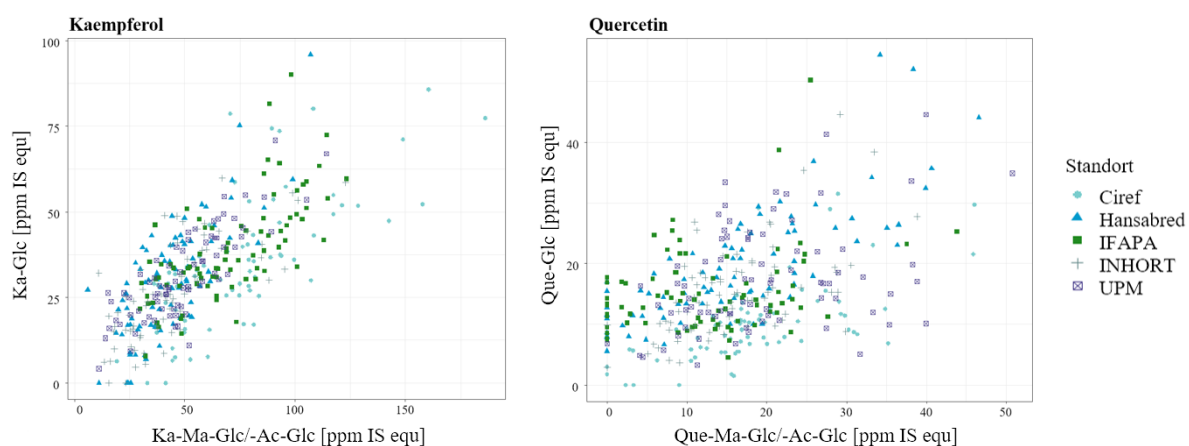 Kaempferol
100
75
50
25
0
Ka-Glc [ppm IS equ]
0 50 100 150
Ka-Ma-Glc/-Ac-Glc [ppm IS equ]
Quercetin
40
20
0
Que-Glc [ppm IS equ]
0 10 20 30 40 50
Que-Ma-Glc/-Ac-Glc [ppm IS equ]
Standort
Ciref
Hansabred
IFAPA
INHORT
UPM